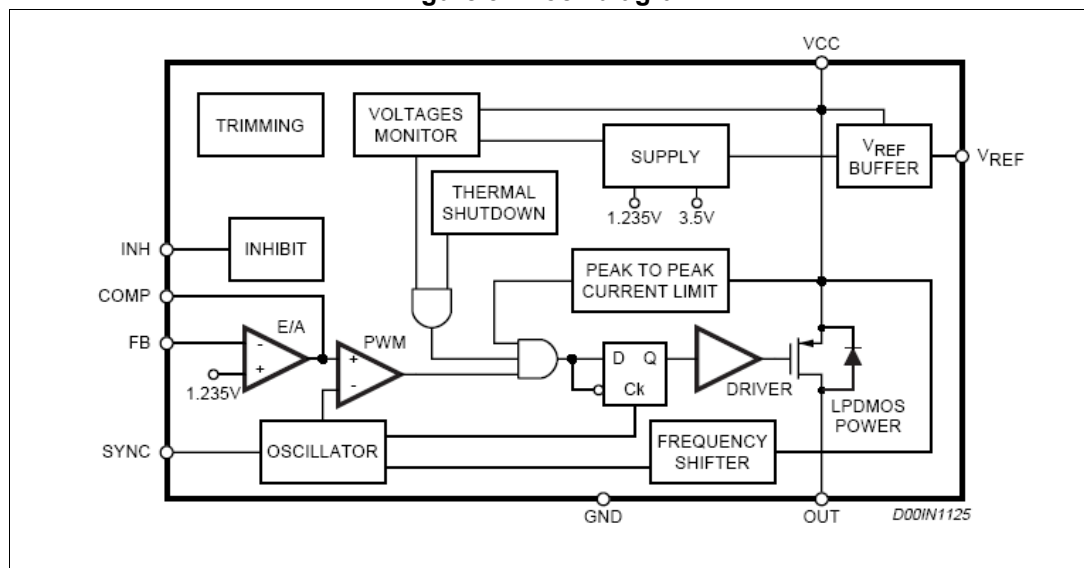 VCC
TRIMMING
VOLTAGES
MONITOR
SUPPLY
VREF
BUFFER
VREF
THERMAL
SHUTDOWN
1.235V
3.5V
INH
INHIBIT
PEAK TO PEAK
CURRENT LIMIT
COMP
E/A
FB
-
+
1.235V
PWM
+
-
D Q
Ck
DRIVER
LPDMOS
POWER
SYNC
OSCILLATOR
FREQUENCY
SHIFTER
GND
OUT
D00IN1125